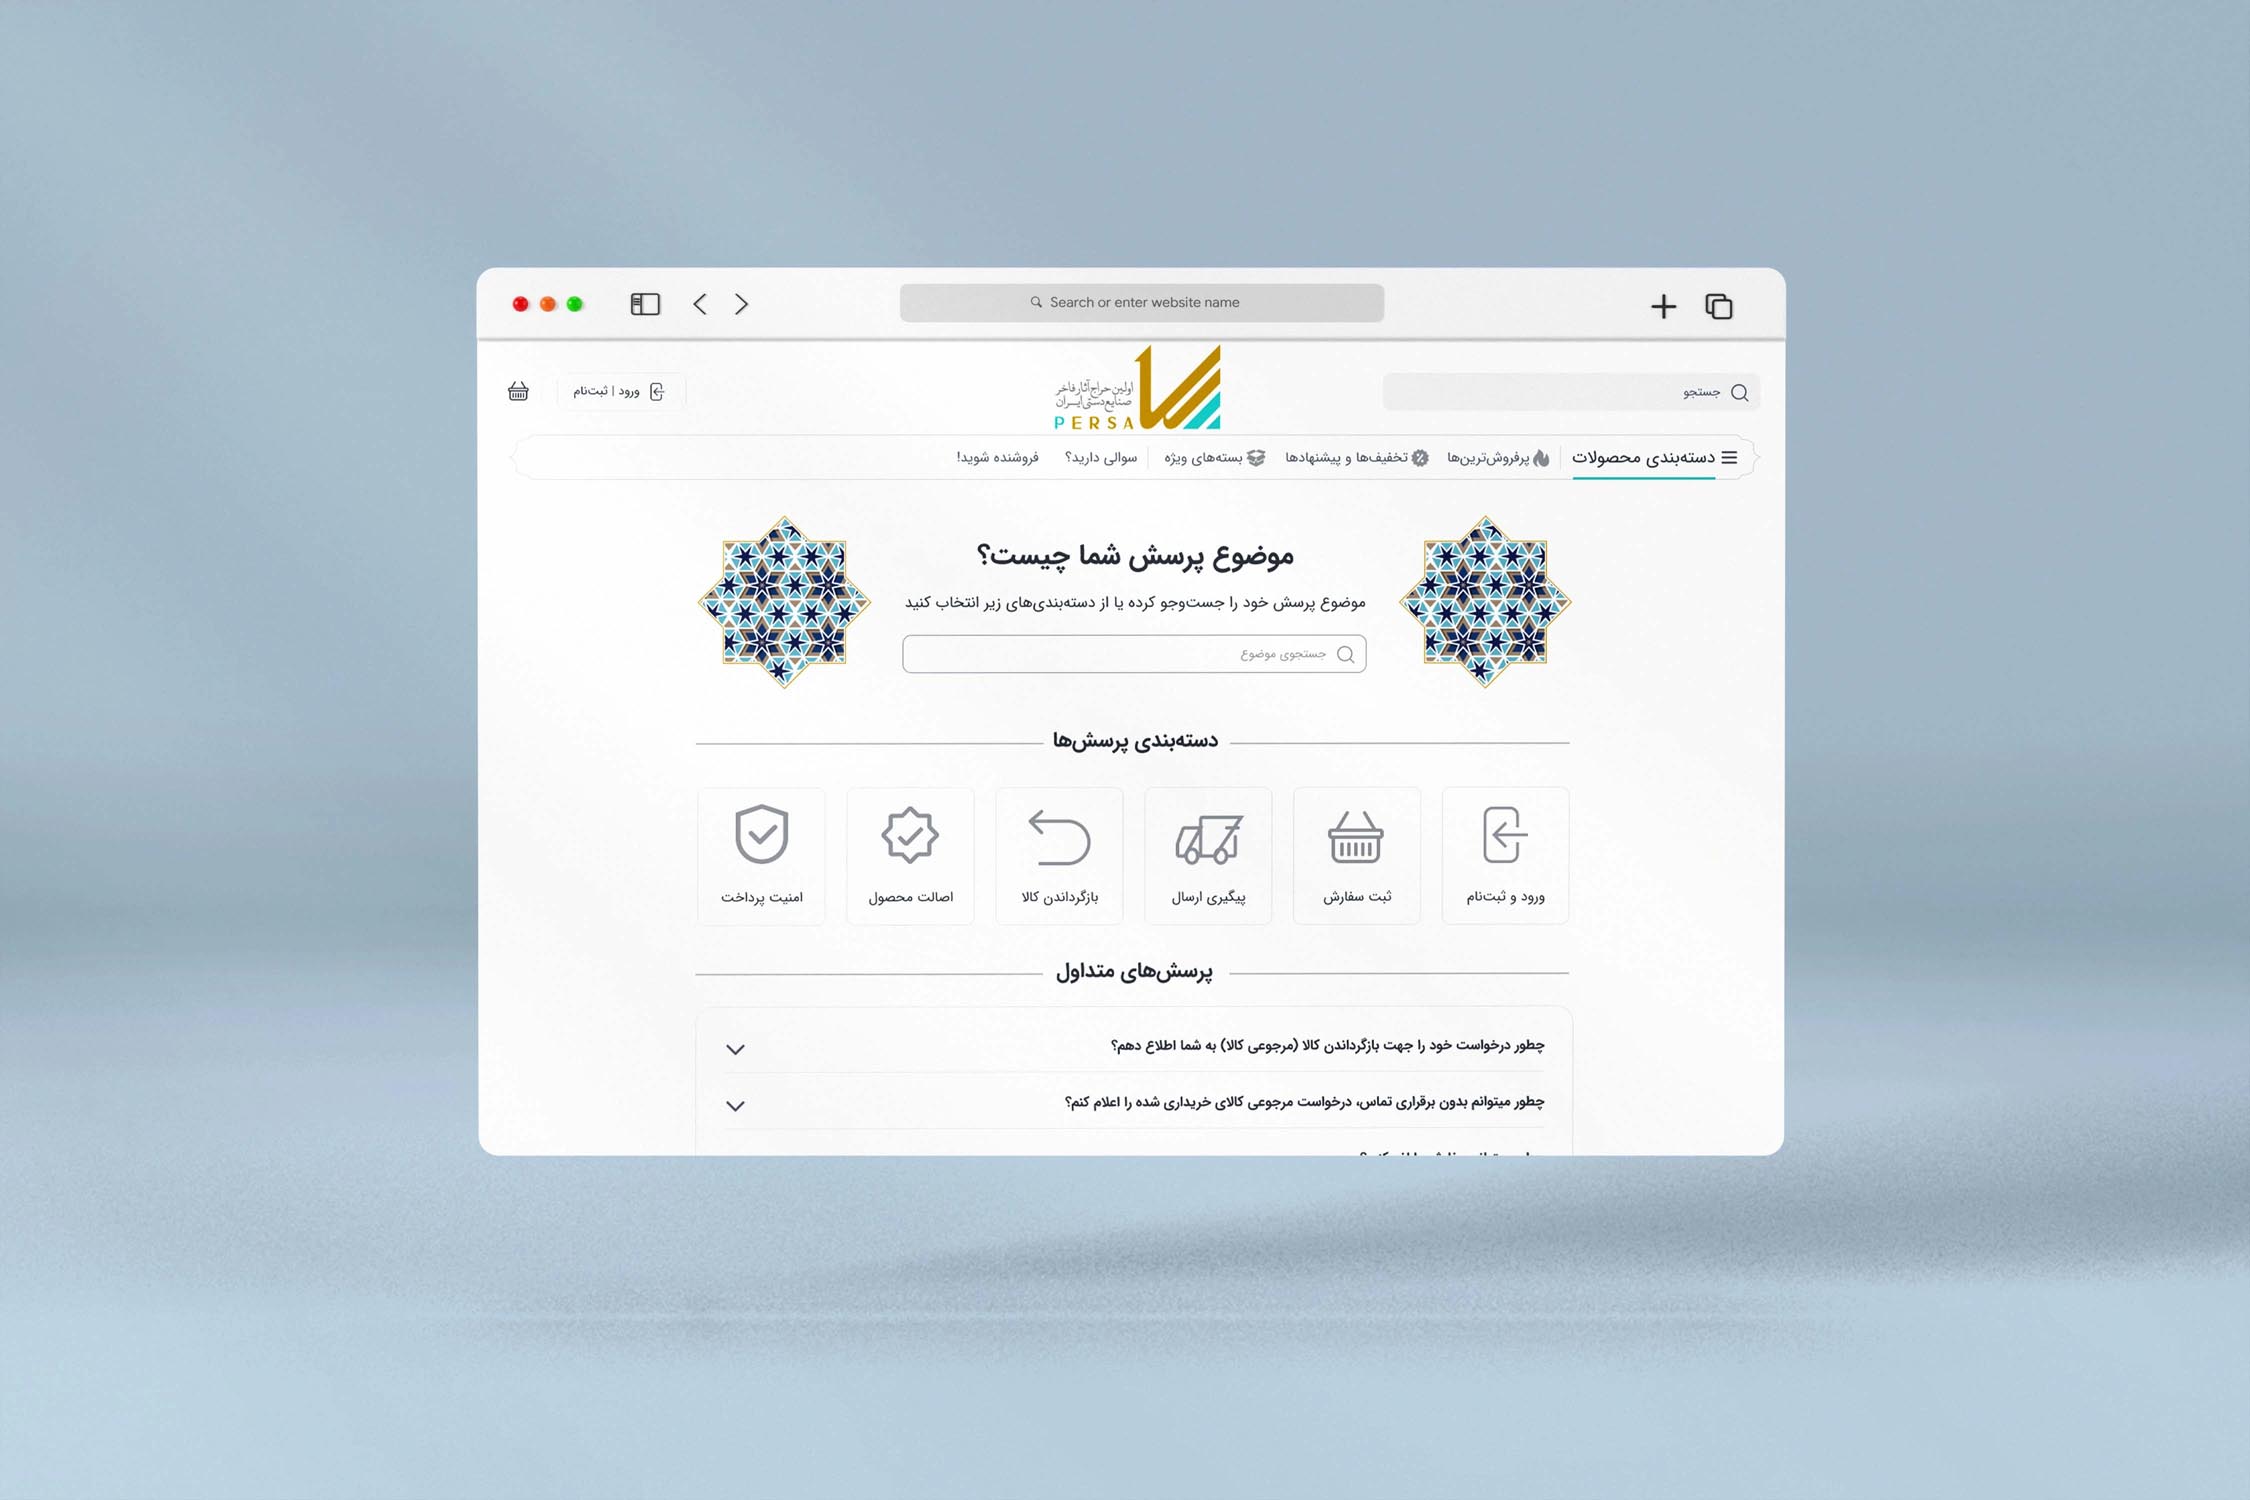 Search or enter website name
جستجو
اولین حراج آثار فاخر
صنایع‌دستی ایران
PERSA
ورود | ثبت‌نام
دسته‌بندی محصولات
پرفروش‌ترین‌ها
تخفیف‌ها و پیشنهادها
بسته‌های ویژه
سوالی دارید؟
فروشنده شوید!
موضوع پرسش شما چیست؟
موضوع پرسش خود را جست‌وجو کرده یا از دسته‌بندی‌های زیر انتخاب کنید
جستجوی موضوع
دسته‌بندی پرسش‌ها
ورود و ثبت‌نام
ثبت سفارش
پیگیری ارسال
بازگرداندن کالا
اصالت محصول
امنیت پرداخت
پرسش‌های متداول
چطور درخواست خود را جهت بازگرداندن کالا (مرجوعی کالا) به شما اطلاع دهم؟
چطور میتوانم بدون برقراری تماس، درخواست مرجوعی کالای خریداری شده را اعلام کنم؟